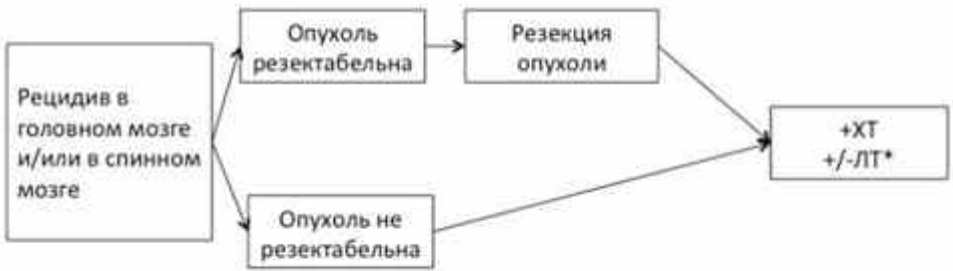 Рецидив в
головном мозге
и/или в спинном
мозге
Опухоль
резектабельна
Резекция
опухоли
Опухоль не
резектабельна
+ХТ
+/-ЛТ*